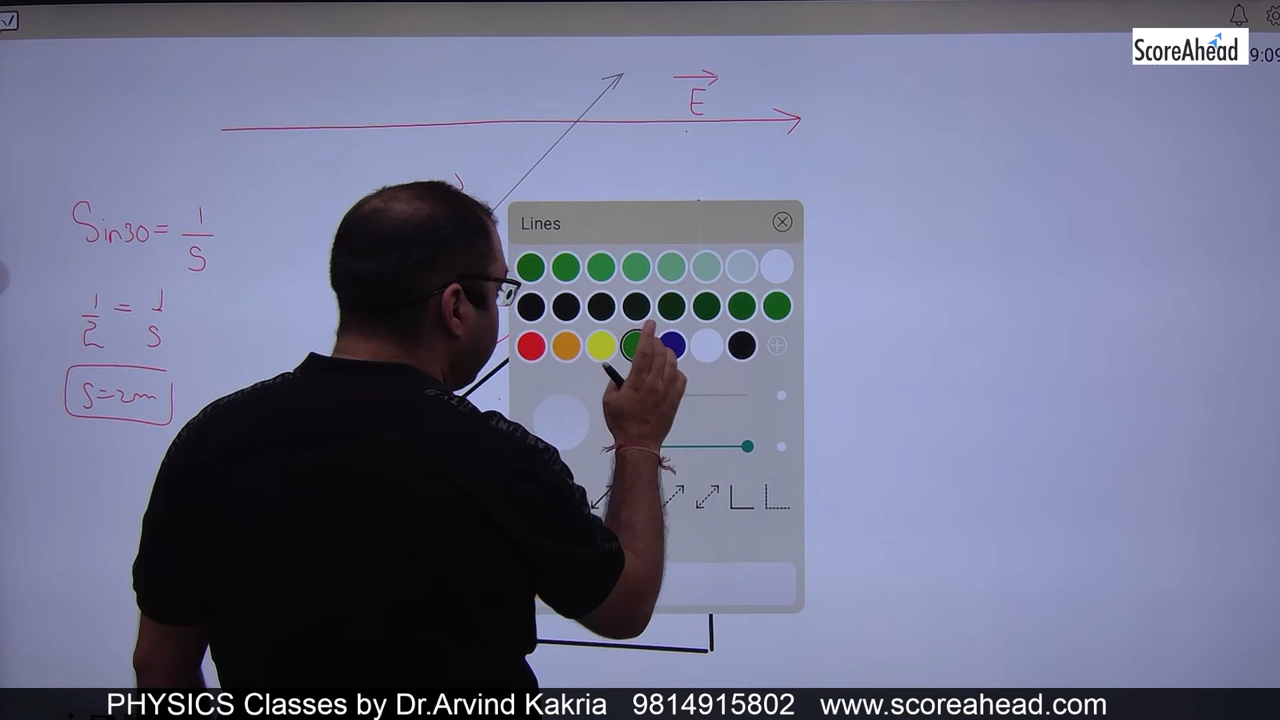 ScoreAhead
9:09
E
Sin30 = 1/S
1/2 = 1/S
S=2m
Lines
PHYSICS Classes by Dr.Arvind Kakria 9814915802 www.scoreahead.com